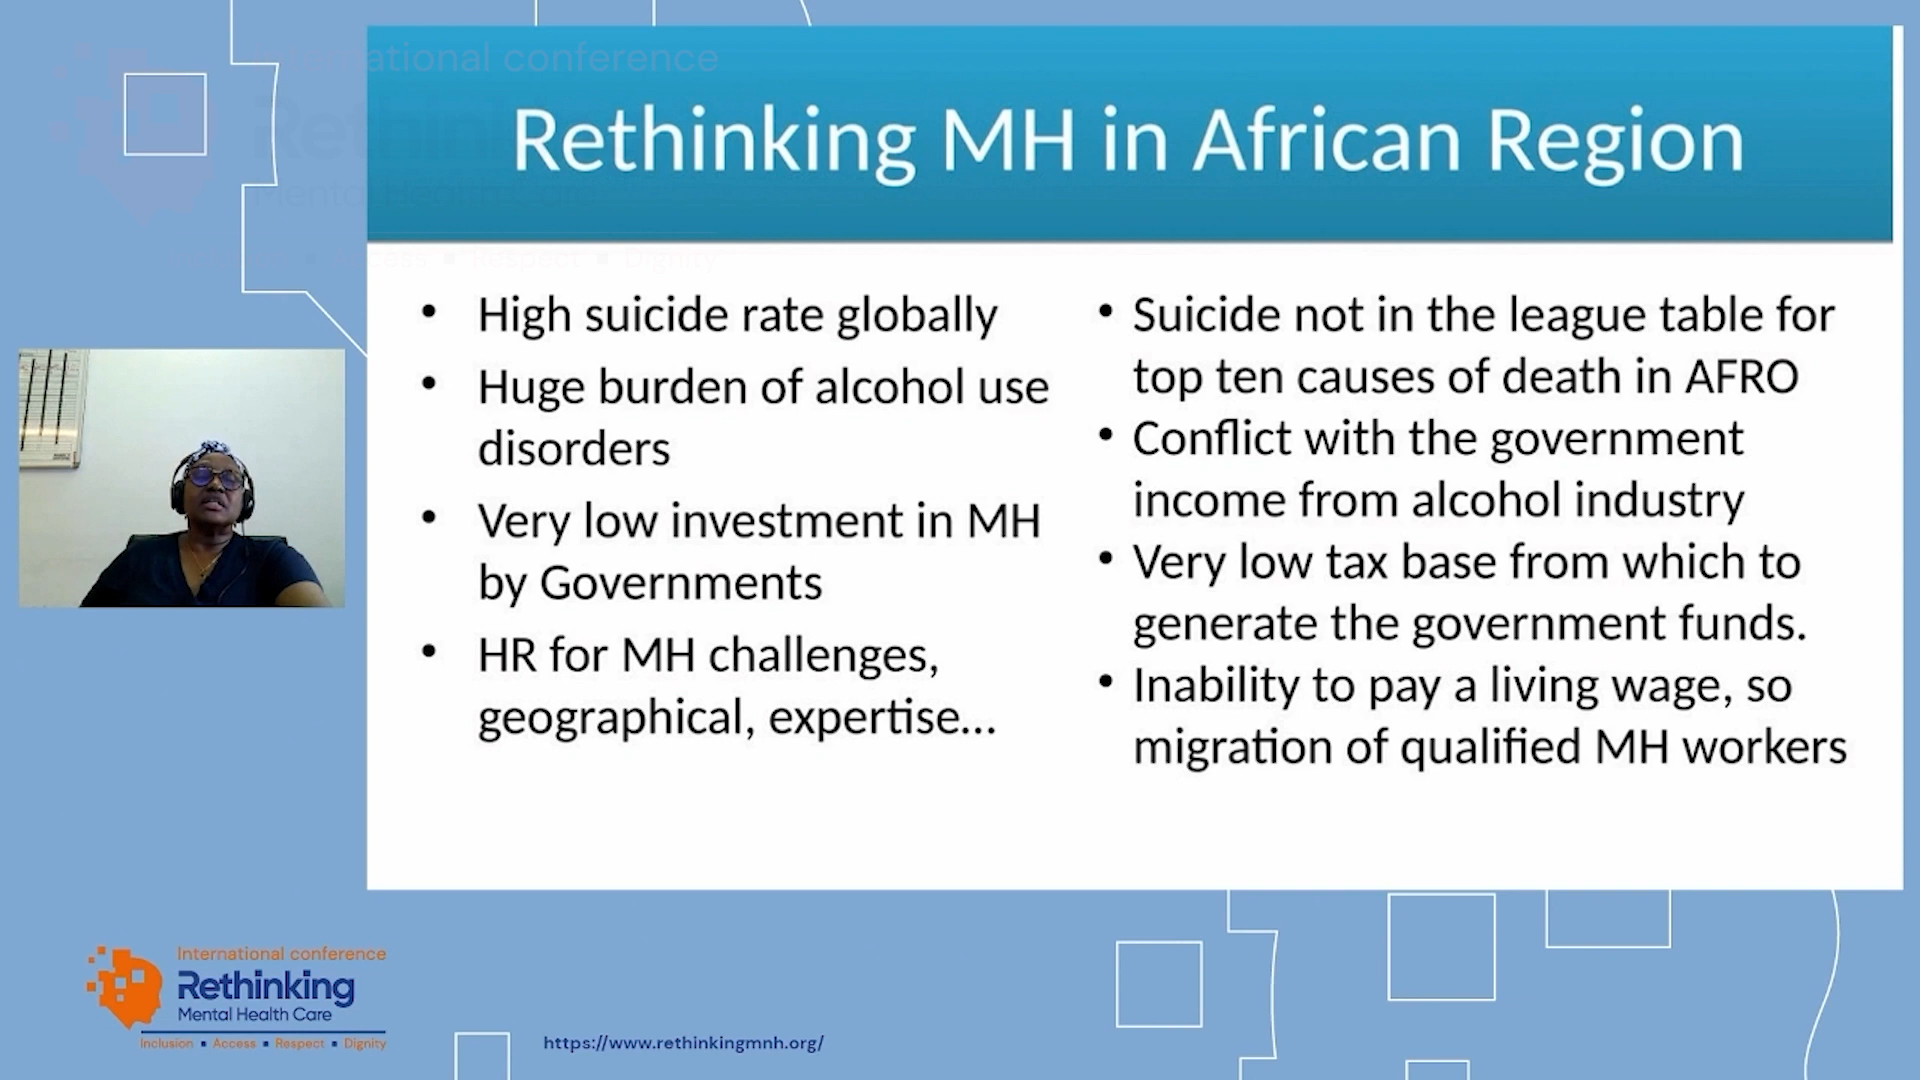 ational conference
Rethinking MH in African Region
• High suicide rate globally
• Huge burden of alcohol use
disorders
• Very low investment in MH
by Governments
• HR for MH challenges,
geographical, expertise...
• Suicide not in the league table for
top ten causes of death in AFRO
• Conflict with the government
income from alcohol industry
• Very low tax base from which to
generate the government funds.
• Inability to pay a living wage, so
migration of qualified MH workers
International conference
Rethinking
Mental Health Care
Inclusion ▪ Access ▪ Respect ▪ Dignity
https://www.rethinkingmnh.org/